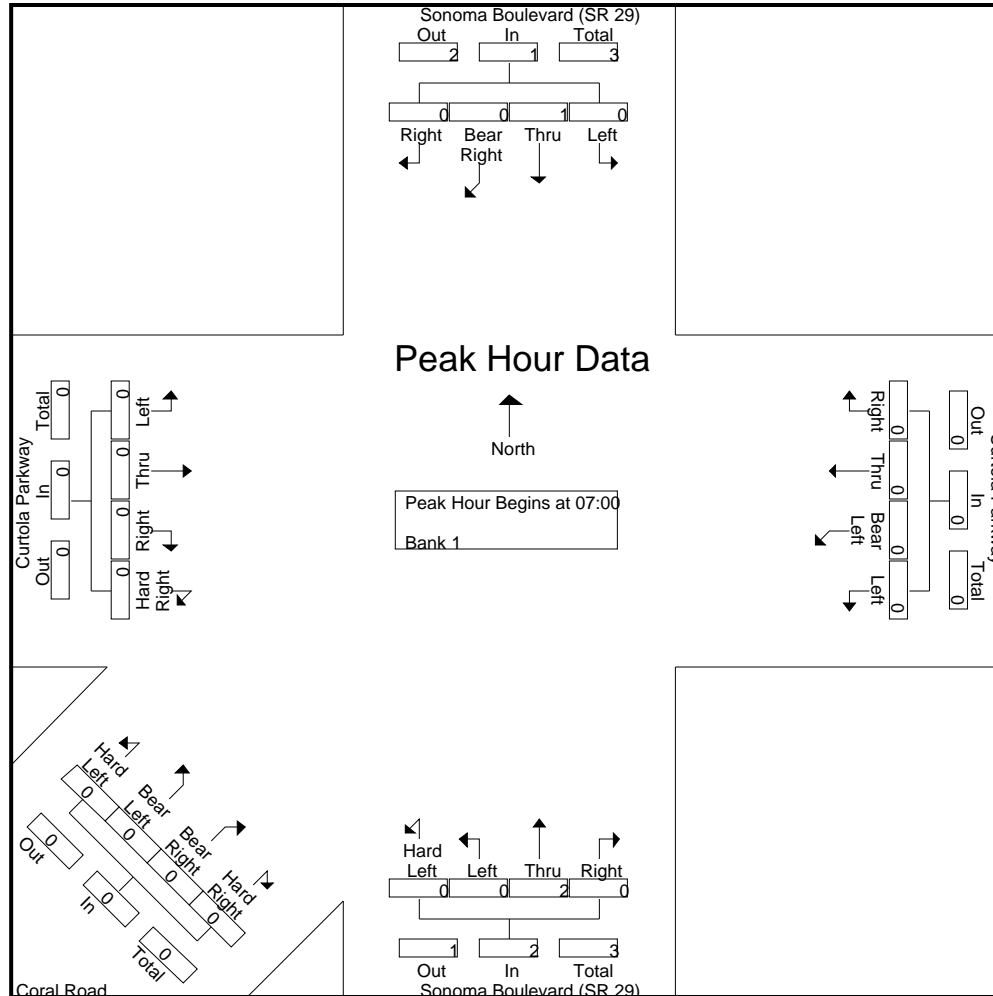 Sonoma Boulevard (SR 29)
Out In Total
2 1 3
0 0 1 0
Right Bear Right Thru Left
Peak Hour Data
North
Peak Hour Begins at 07:00
Bank 1
Curtola Parkway
Total In Out
0 0 0
0 0 0 0
Left Thru Right Hard Right
Out In Total
0 0 0
0 0 0 0
Right Thru Bear Left Left
Hard Left Bear Left Bear Right Hard Right
0 0 0 0
Out In Total
0 0 0
Coral Road
Hard Left Left Thru Right
0 0 2 0
1 2 3
Out In Total
Sonoma Boulevard (SR 29)